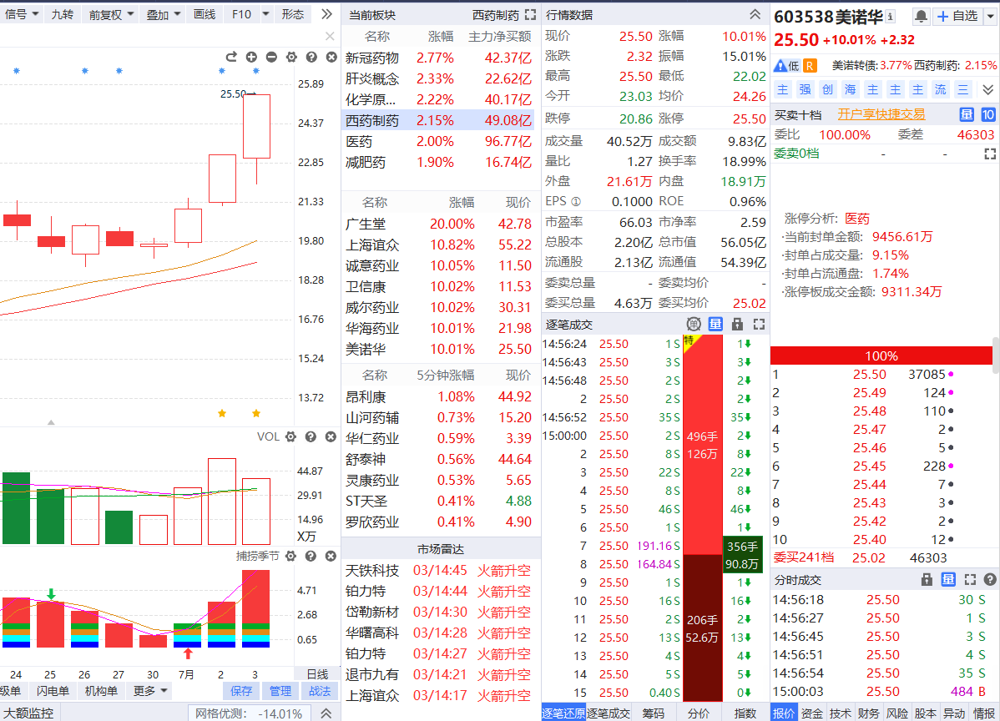 信号 九转 前复权 叠加 画线 F10 形态
25.50→
25.89
24.37
22.85
21.33
19.80
18.28
16.76
15.24
13.72
VOL
44.87
29.91
14.96
X万
捕捞季节
4.71
2.68
0.65
24 25 26 27 30 7月 2 3 日线
级单 闪电单 机构单 更多 保存 管理 战法
大额监控 网格优测: -14.01%
当前板块 西药制药
名称 涨幅 主力净买额
新冠药物 2.77% 42.37亿
肝炎概念 2.33% 22.62亿
化学原... 2.22% 40.17亿
西药制药 2.15% 49.08亿
医药 2.00% 96.77亿
减肥药 1.90% 16.74亿
名称 涨幅 现价
广生堂 20.00% 42.78
上海谊众 10.82% 55.22
诚意药业 10.05% 11.50
卫信康 10.02% 11.53
威尔药业 10.02% 30.31
华海药业 10.01% 21.98
美诺华 10.01% 25.50
名称 5分钟涨幅 现价
昂利康 1.08% 44.92
山河药辅 0.73% 15.20
华仁药业 0.59% 3.39
舒泰神 0.56% 44.64
灵康药业 0.53% 5.65
ST天圣 0.41% 4.88
罗欣药业 0.41% 4.90
市场雷达
天铁科技 03/14:45 火箭升空
铂力特 03/14:44 火箭升空
岱勒新材 03/14:30 火箭升空
华曙高科 03/14:28 火箭升空
铂力特 03/14:27 火箭升空
退市九有 03/14:21 火箭升空
上海谊众 03/14:17 火箭升空
行情数据
现价 25.50 涨幅 10.01%
涨跌 2.32 振幅 15.01%
最高 25.50 最低 22.02
今开 23.03 均价 24.26
跌停 20.86 涨停 25.50
成交量 40.52万 成交额 9.83亿
量比 1.27 换手率 18.99%
外盘 21.61万 内盘 18.91万
EPS ① 0.1000 ROE 0.96%
市盈率 66.03 市净率 2.59
总股本 2.20亿 总市值 56.05亿
流通股 2.13亿 流通值 54.39亿
委卖总量 - 委卖均价 -
委买总量 4.63万 委买均价 25.02
逐笔成交 单 量
特
14:56:24 25.50 1 S 1
14:56:43 25.50 3 S 3
14:56:48 25.50 2 S 2
2 25.50 2 S 2
14:56:52 25.50 35 S 35
15:00:00 25.50 2 S 496手 2
2 25.50 8 S 126万 8
3 25.50 22 S 22
4 25.50 8 S 8
5 25.50 46 S 46
6 25.50 1 S 1
7 25.50 191.16 S 356手
8 25.50 164.84 S 90.8万
9 25.50 1 S 1
10 25.50 16 S 16
11 25.50 2 S 206手 2
12 25.50 13 S 52.6万 13
13 25.50 4 S 4
14 25.50 5 S 5
15 25.50 0.40 S 0
逐笔还原 逐笔成交 筹码 分价 指数
603538 美诺华 自选
25.50 +10.01% +2.32
低 R 美诺转债:3.77% 西药制药: 2.15%
主 强 创 海 主 主 主 流 三
买卖十档 开户享快捷交易 量 10
委比 100.00% 委差 46303
委卖0档 - -
涨停分析: 医药
·当前封单金额: 9456.61万
·封单占成交量: 9.15%
·封单占流通盘: 1.74%
·涨停板成交金额: 9311.34万
100%
1 25.50 37085
2 25.49 124
3 25.48 110
4 25.47 2
5 25.46 5
6 25.45 228
7 25.44 7
8 25.43 3
9 25.42 2
10 25.40 12
委买241档 25.02 46303
分时成交 量
14:56:18 25.50 30 S
14:56:27 25.50 1 S
14:56:45 25.50 3 S
14:56:51 25.50 4 S
14:56:54 25.50 35 S
15:00:03 25.50 484 B
报价 资金 技术 财务 风险 股本 异动 情报